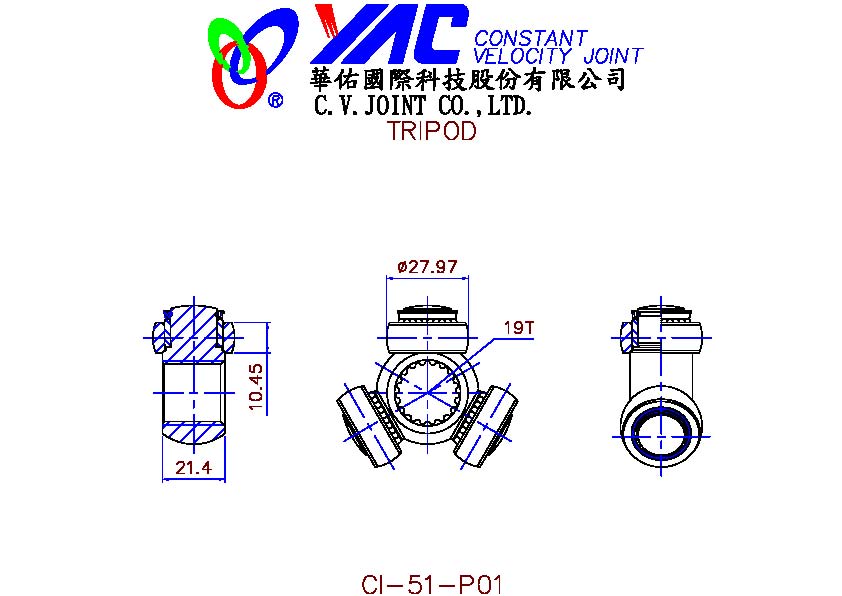 YAC CONSTANT
VELOCITY JOINT
®
華佑國際科技股份有限公司
C.V.JOINT CO.,LTD.
TRIPOD
ø27.97
19T
10.45
21.4
CI-51-P01